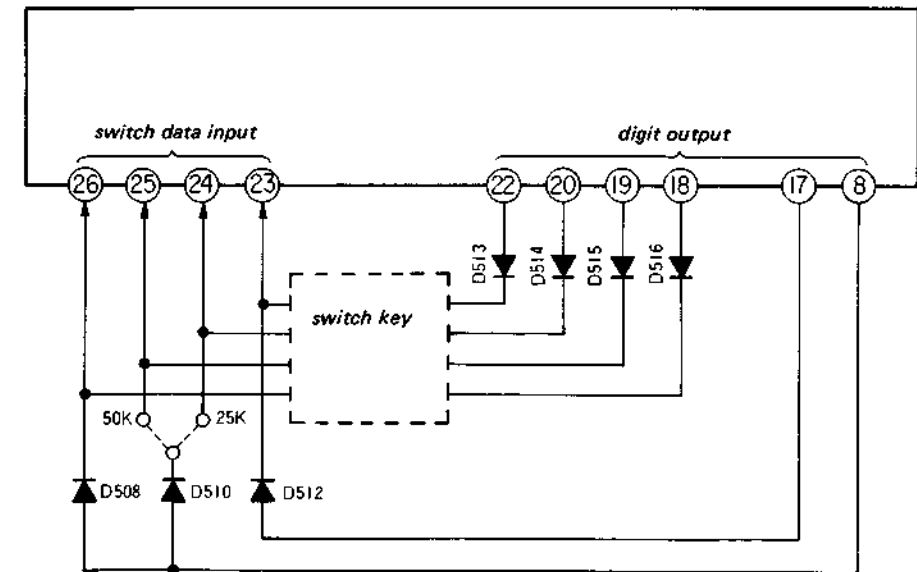 switch data input
digit output
26 25 24 23 22 20 19 18 17 8
D513 D514 D515 D516
switch key
50K 25K
D508 D510 D512